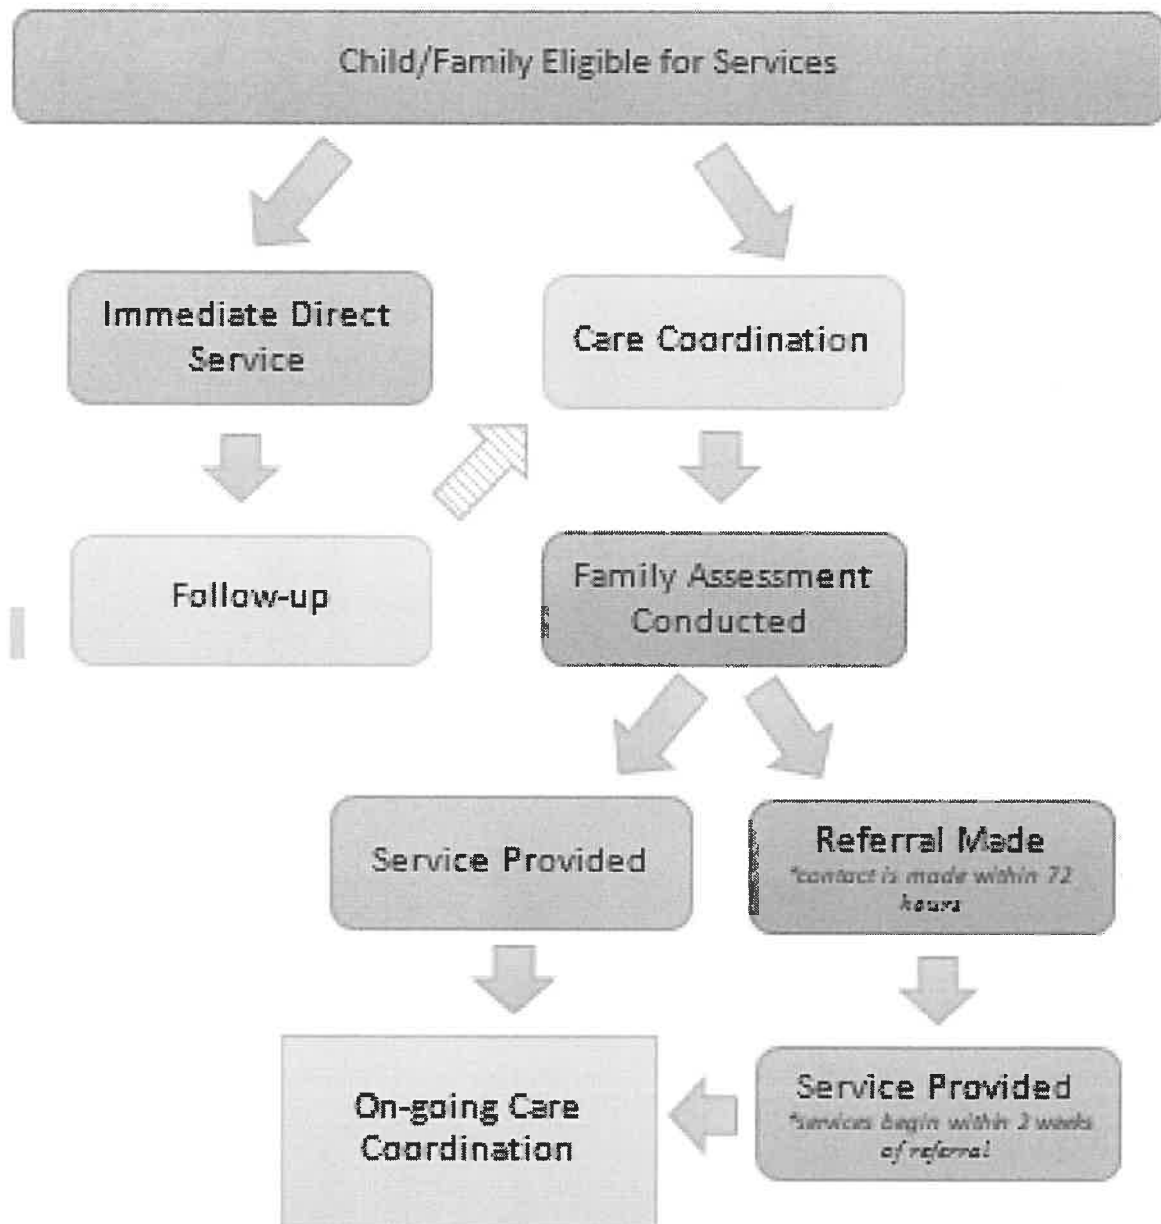 Child/Family Eligible for Services
Immediate Direct
Service
Care Coordination
Follow-up
Family Assessment
Conducted
Service Provided
Referral Made
*contact is made within 72
hours
On-going Care
Coordination
Service Provided
*services begin within 2 weeks
of referral